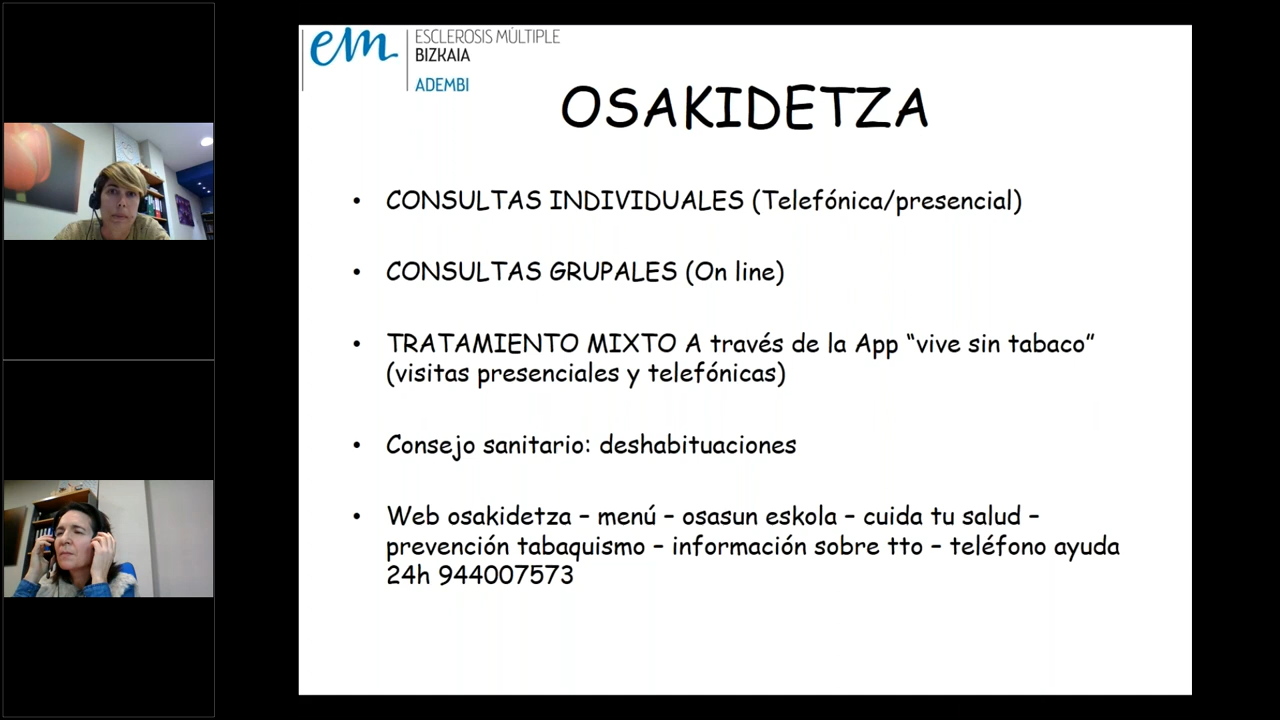 em
ESCLEROSIS MÚLTIPLE
BIZKAIA
ADEMBI
OSAKIDETZA
• CONSULTAS INDIVIDUALES (Telefónica/presencial)
• CONSULTAS GRUPALES (On line)
• TRATAMIENTO MIXTO A través de la App “vive sin tabaco”
(visitas presenciales y telefónicas)
• Consejo sanitario: deshabituaciones
• Web osakidetza – menú – osasun eskola – cuida tu salud –
prevención tabaquismo – información sobre tto – teléfono ayuda
24h 944007573